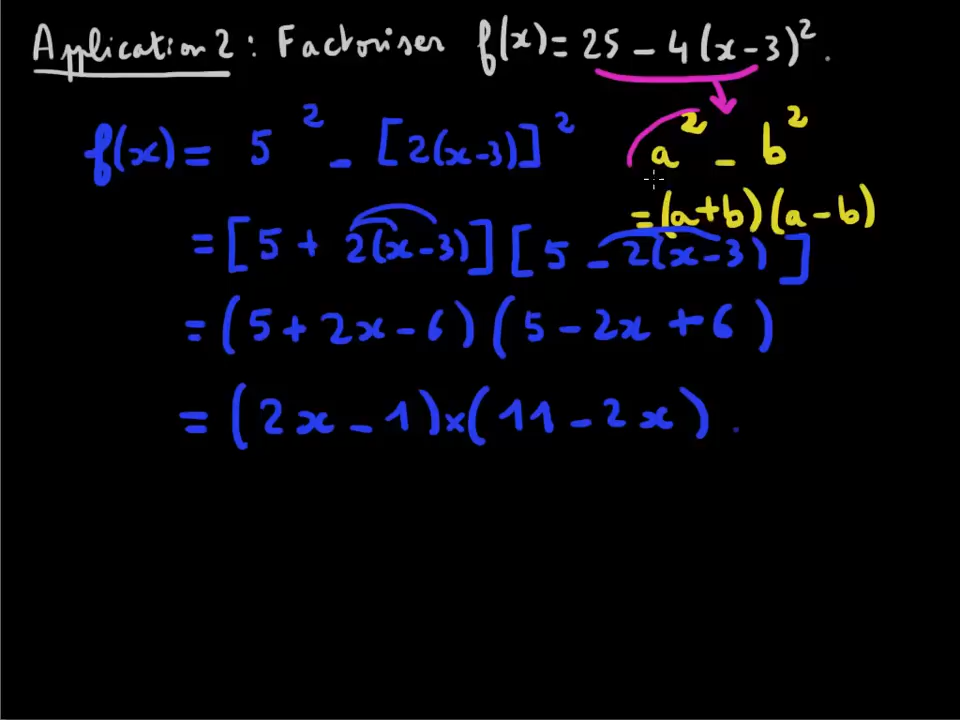 Application 2 : Factoriser f(x) = 25 - 4(x-3)².
f(x) = 5² - [2(x-3)]²
a² - b²
= (a+b)(a-b)
= [5 + 2(x-3)] [5 - 2(x-3)]
= (5 + 2x - 6) (5 - 2x + 6)
= (2x - 1) × (11 - 2x).